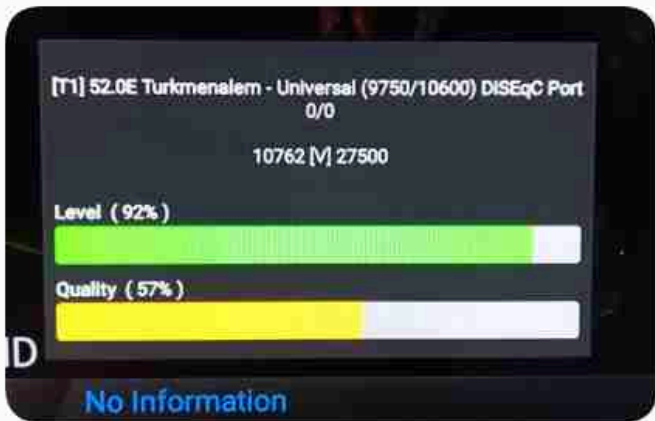 [T1] 52.0E Turkmenalem - Universal (9750/10600) DiSEqC Port
0/0
10762 [V] 27500
Level ( 92% )
Quality ( 57% )
ID
No Information